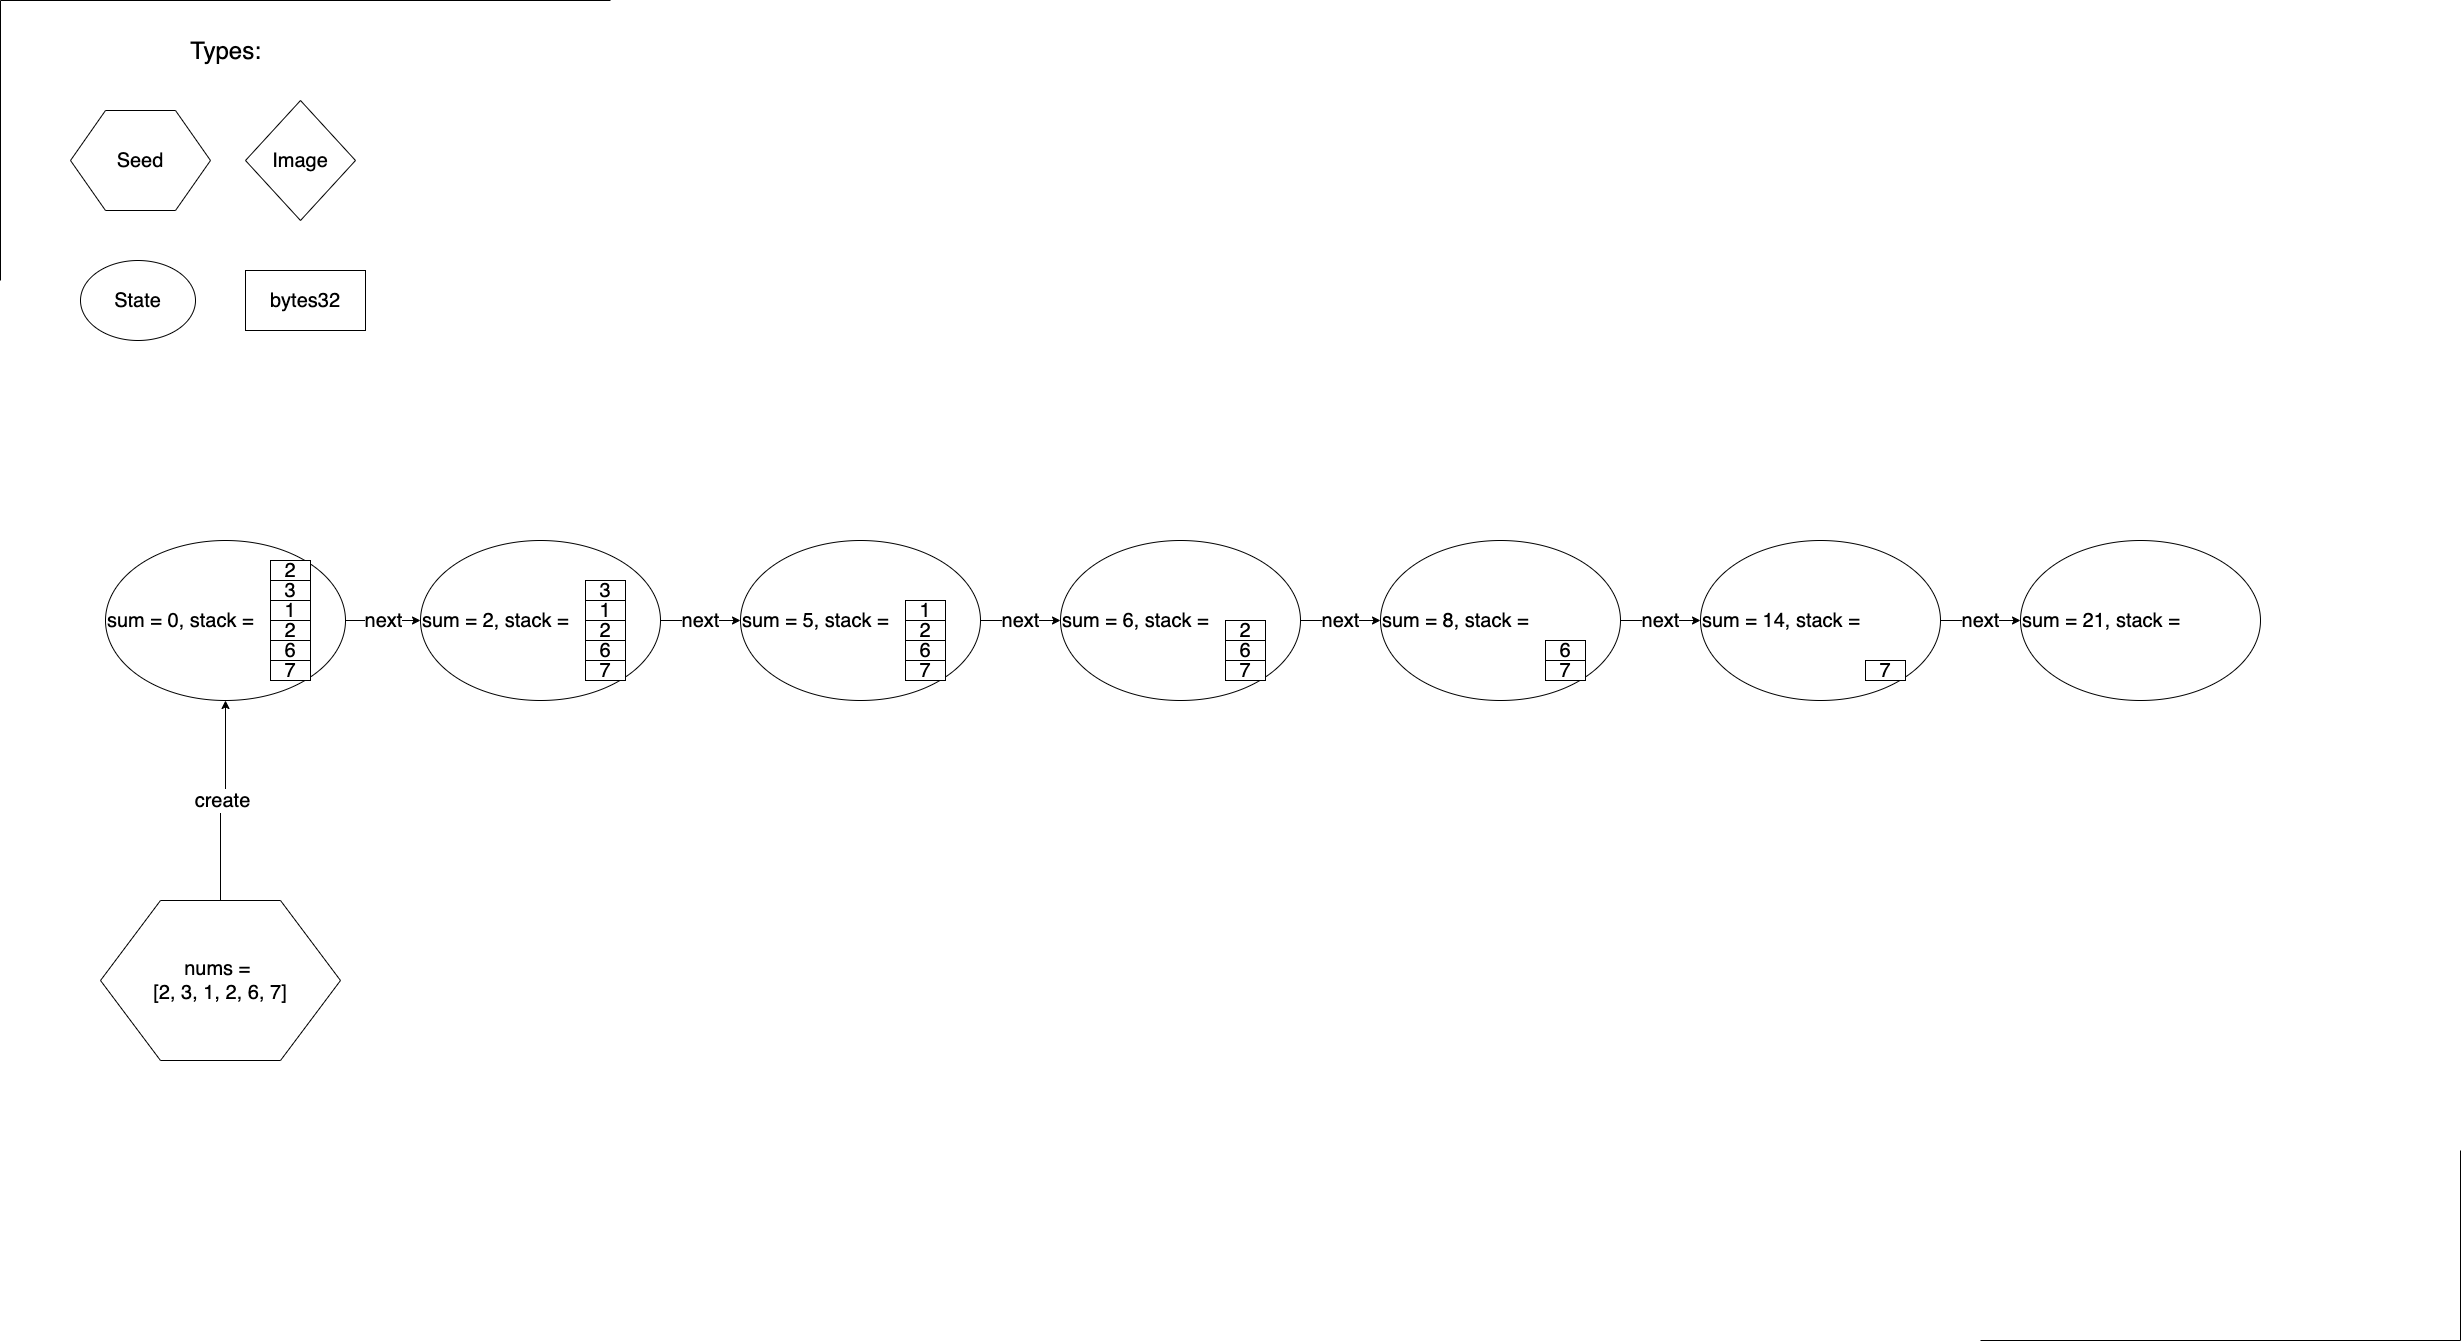 Types:
Seed
Image
State
bytes32
sum = 0, stack =
2
3
1
2
6
7
next
sum = 2, stack =
3
1
2
6
7
next
sum = 5, stack =
1
2
6
7
next
sum = 6, stack =
2
6
7
next
sum = 8, stack =
6
7
next
sum = 14, stack =
7
next
sum = 21, stack =
create
nums =
[2, 3, 1, 2, 6, 7]